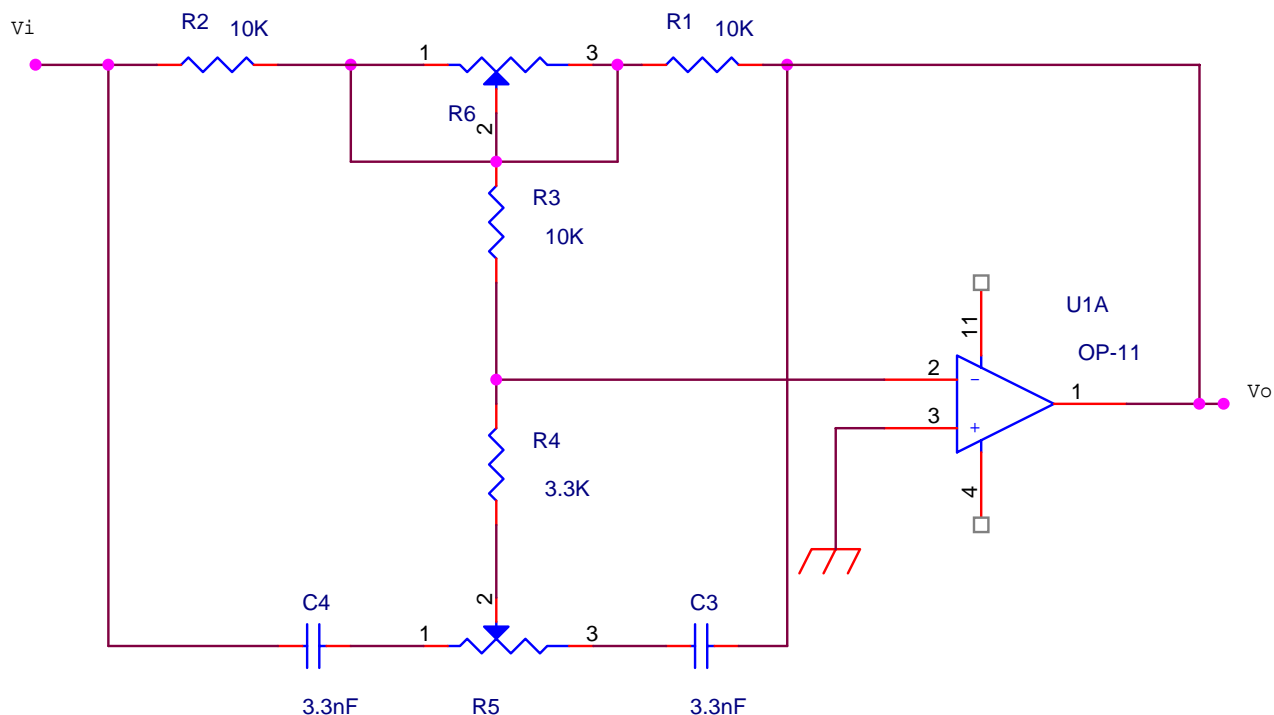 Vi
R2 10K
1
3
R1 10K
R6
2
R3
10K
U1A
OP-11
11
2
−
1
Vo
3
+
4
R4
3.3K
2
C4
1
3
C3
3.3nF
R5
3.3nF